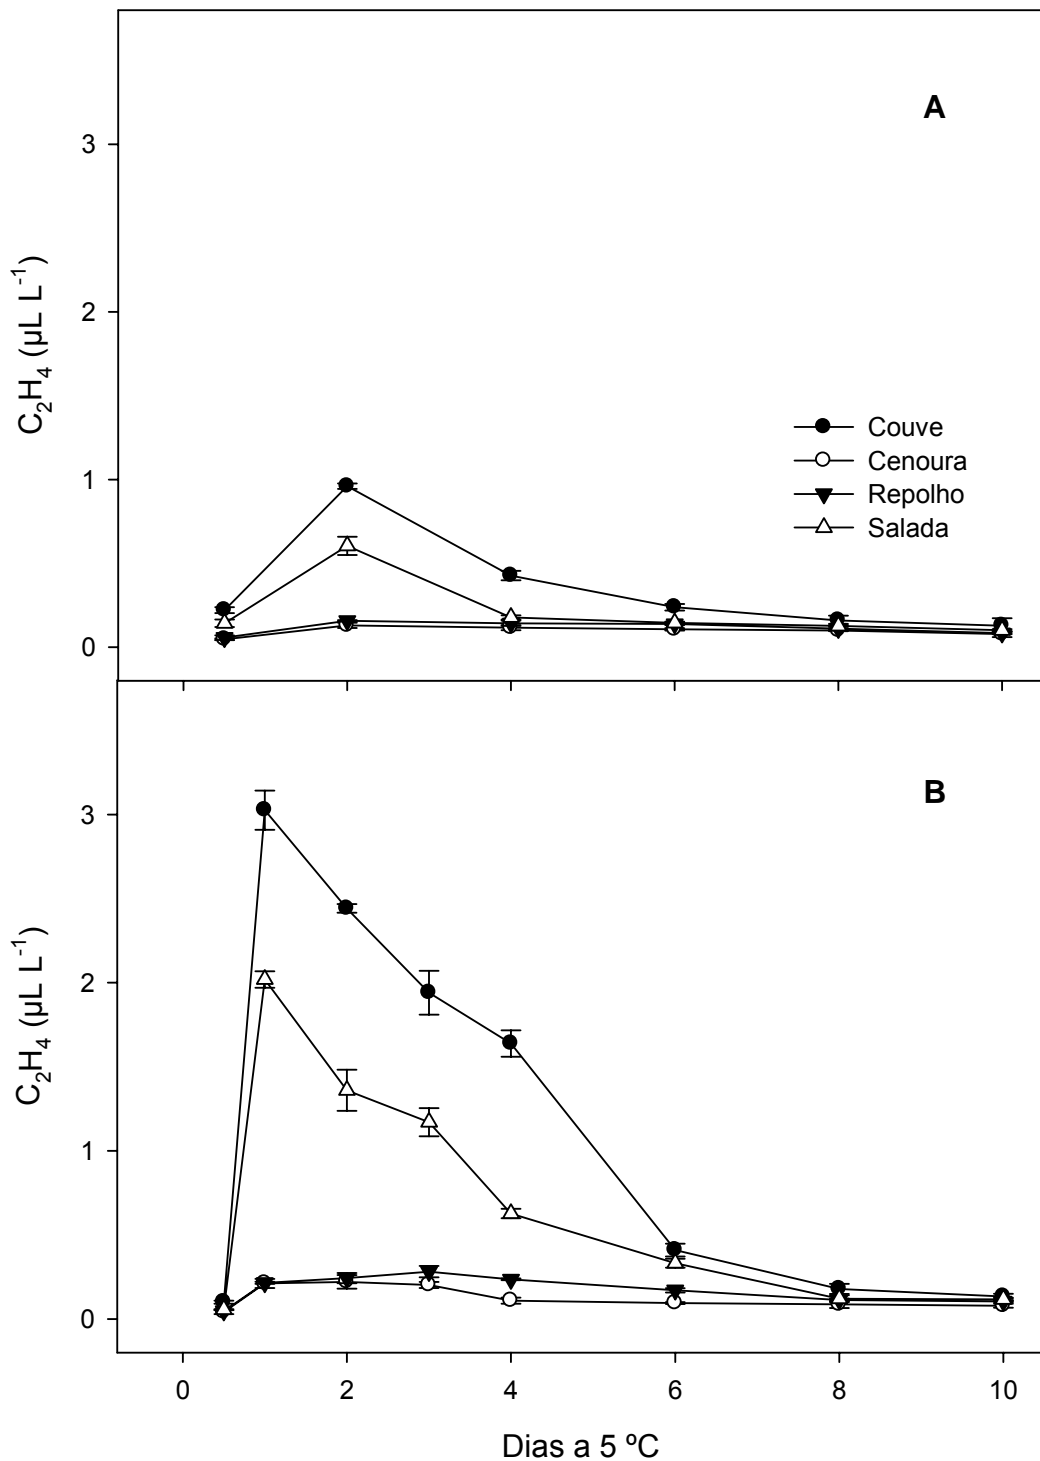 A
3
2
1
0
C₂H₄ (µL L⁻¹)
Couve
Cenoura
Repolho
Salada
B
3
2
1
0
C₂H₄ (µL L⁻¹)
0 2 4 6 8 10
Dias a 5 ºC